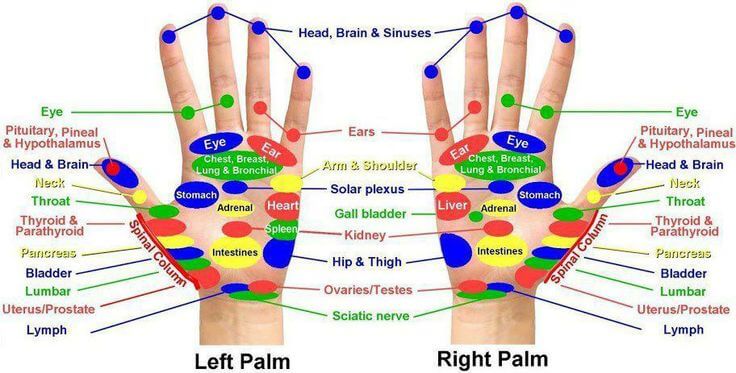 Head, Brain & Sinuses
Eye
Pituitary, Pineal
& Hypothalamus
Head & Brain
Neck
Throat
Thyroid &
Parathyroid
Pancreas
Bladder
Lumbar
Uterus/Prostate
Lymph
Spinal Column
Eye
Ear
Chest, Breast,
Lung & Bronchial
Stomach
Adrenal
Heart
Spleen
Intestines
Left Palm
Ears
Arm & Shoulder
Solar plexus
Gall bladder
Kidney
Hip & Thigh
Ovaries/Testes
Sciatic nerve
Ear
Eye
Chest, Breast,
Lung & Bronchial
Liver
Adrenal
Stomach
Intestines
Spinal Column
Right Palm
Eye
Pituitary, Pineal
& Hypothalamus
Head & Brain
Neck
Throat
Thyroid &
Parathyroid
Pancreas
Bladder
Lumbar
Uterus/Prostate
Lymph